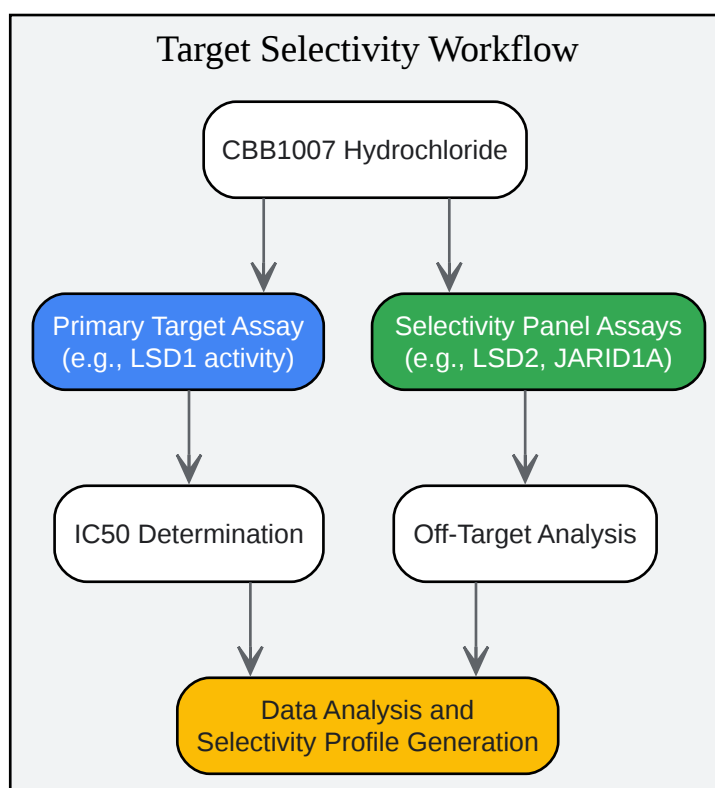 Target Selectivity Workflow
CBB1007 Hydrochloride
Primary Target Assay
(e.g., LSD1 activity)
Selectivity Panel Assays
(e.g., LSD2, JARID1A)
IC50 Determination
Off-Target Analysis
Data Analysis and
Selectivity Profile Generation